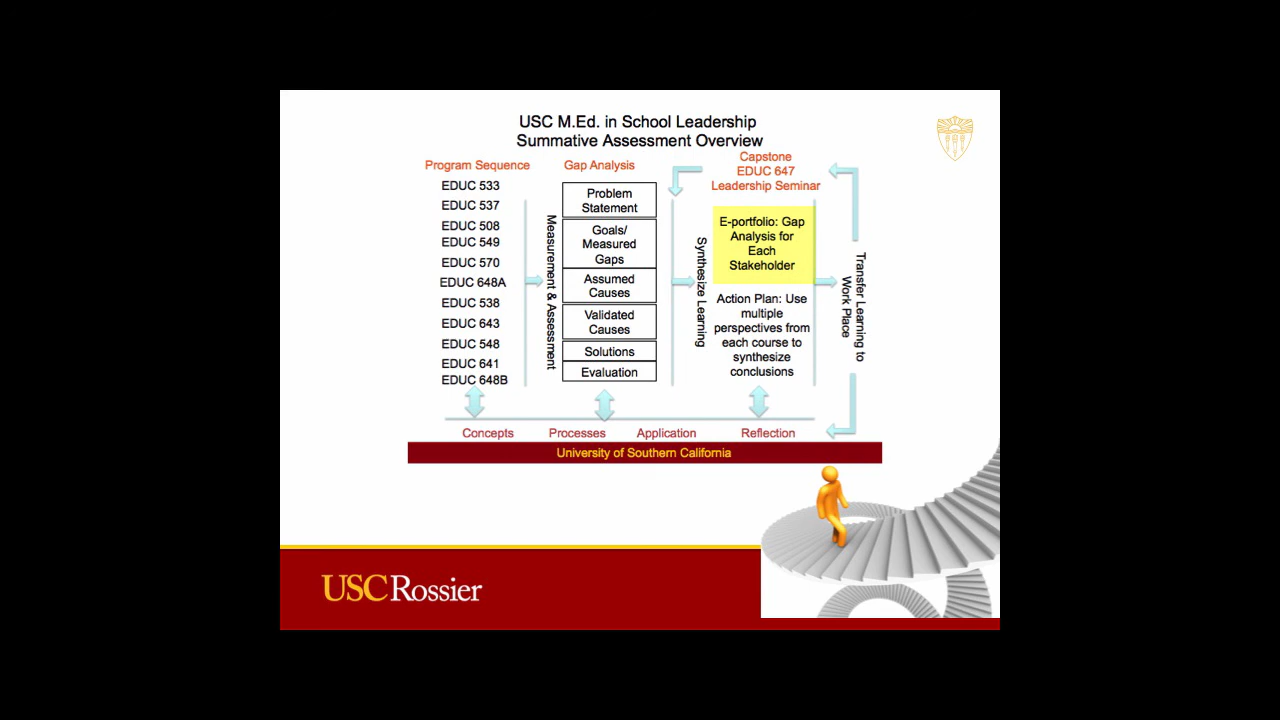 USC M.Ed. in School Leadership
Summative Assessment Overview
Program Sequence
EDUC 533
EDUC 537
EDUC 508
EDUC 549
EDUC 570
EDUC 648A
EDUC 538
EDUC 643
EDUC 548
EDUC 641
EDUC 648B
Measurement & Assessment
Gap Analysis
Problem
Statement
Goals/
Measured
Gaps
Assumed
Causes
Validated
Causes
Solutions
Evaluation
Synthesize Learning
Capstone
EDUC 647
Leadership Seminar
E-portfolio: Gap
Analysis for
Each
Stakeholder
Action Plan: Use
multiple
perspectives from
each course to
synthesize
conclusions
Transfer Learning to
Work Place
Concepts
Processes
Application
Reflection
University of Southern California
USC Rossier